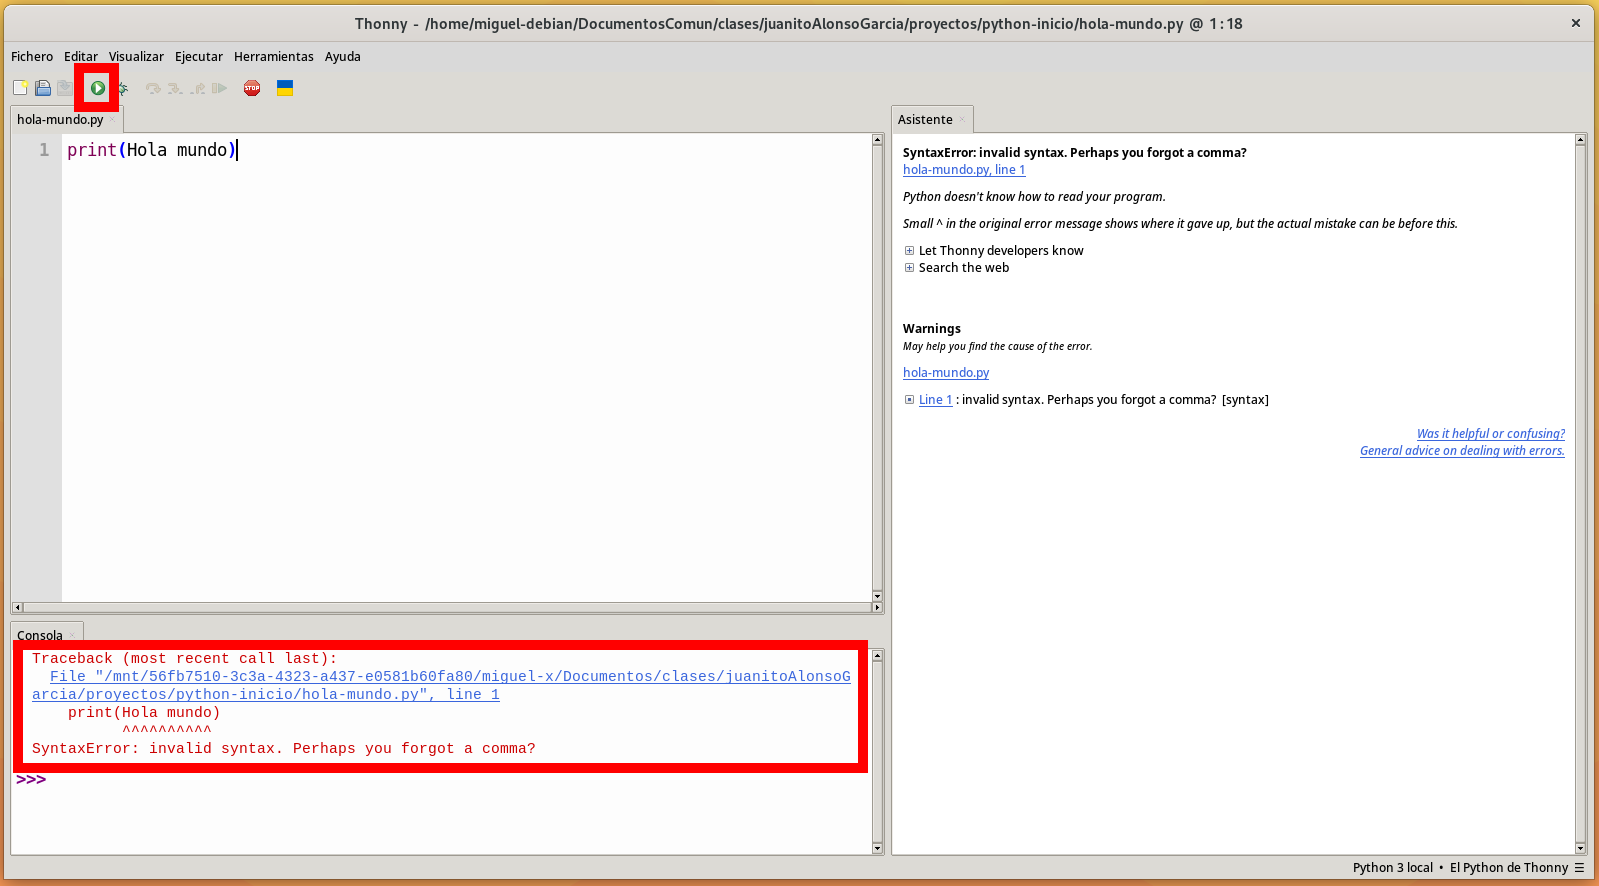 Thonny - /home/miguel-debian/DocumentosComun/clases/juanitoAlonsoGarcia/proyectos/python-inicio/hola-mundo.py @ 1:18
Fichero Editar Visualizar Ejecutar Herramientas Ayuda
STOP
hola-mundo.py
1 print(Hola mundo)
Consola
Traceback (most recent call last):
File "/mnt/56fb7510-3c3a-4323-a437-e0581b60fa80/miguel-x/Documentos/clases/juanitoAlonsoG
arcia/proyectos/python-inicio/hola-mundo.py", line 1
print(Hola mundo)
^^^^^^^^^^
SyntaxError: invalid syntax. Perhaps you forgot a comma?
>>>
Asistente
SyntaxError: invalid syntax. Perhaps you forgot a comma?
hola-mundo.py, line 1
Python doesn't know how to read your program.
Small ^ in the original error message shows where it gave up, but the actual mistake can be before this.
Let Thonny developers know
Search the web
Warnings
May help you find the cause of the error.
hola-mundo.py
Line 1 : invalid syntax. Perhaps you forgot a comma? [syntax]
Was it helpful or confusing?
General advice on dealing with errors.
Python 3 local • El Python de Thonny ☰